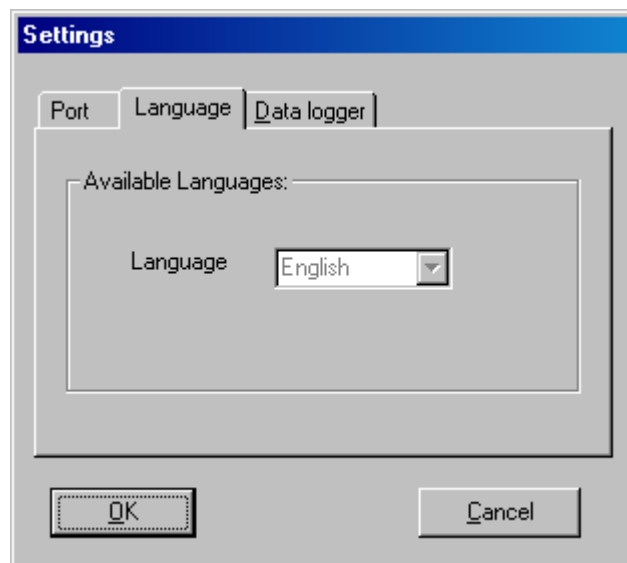 Settings
Port Language Data logger
Available Languages:
Language English
OK Cancel